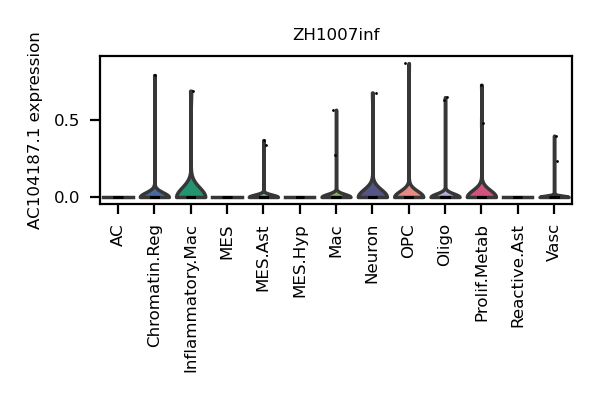 ZH1007inf
AC104187.1 expression
0.5
0.0
AC
Chromatin.Reg
Inflammatory.Mac
MES
MES.Ast
MES.Hyp
Mac
Neuron
OPC
Oligo
Prolif.Metab
Reactive.Ast
Vasc